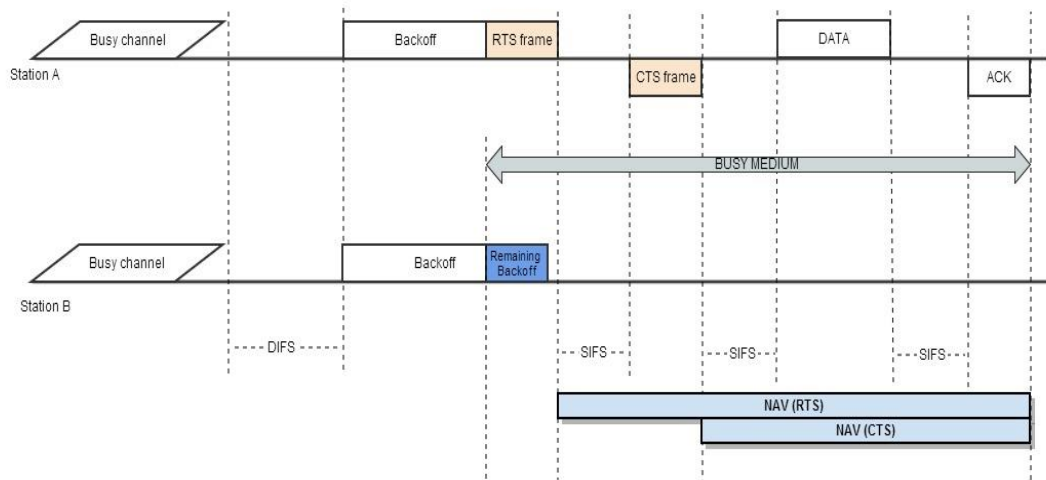 Busy channel
Backoff
RTS frame
DATA
Station A
CTS frame
ACK
BUSY MEDIUM
Busy channel
Backoff
Remaining
Backoff
Station B
DIFS
SIFS
SIFS
SIFS
NAV (RTS)
NAV (CTS)